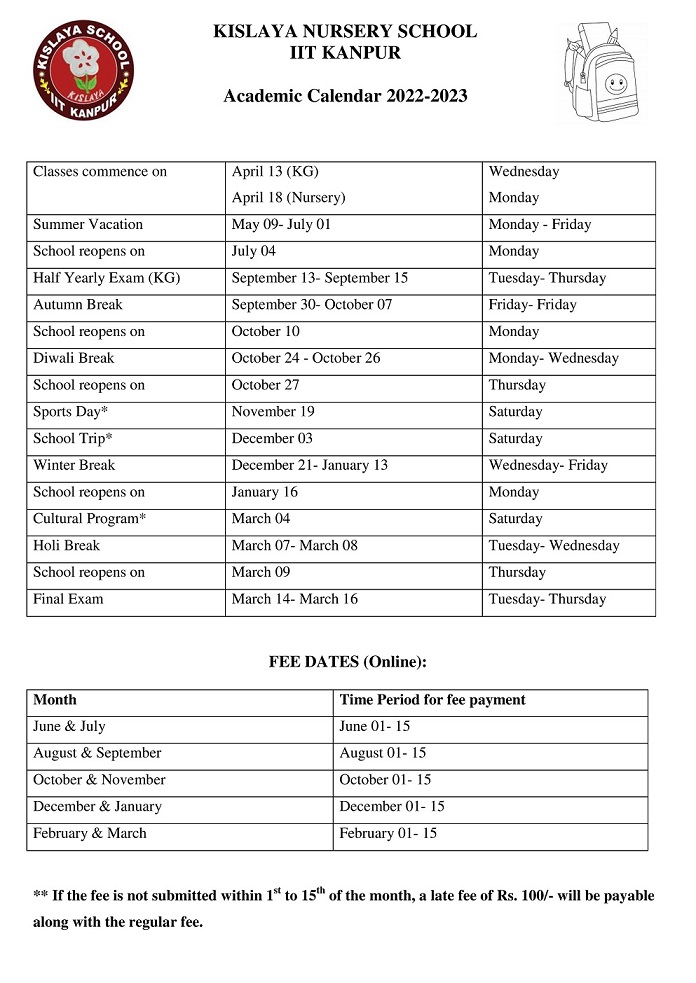 KISLAYA SCHOOL
KISLAYA
IIT KANPUR
KISLAYA NURSERY SCHOOL
IIT KANPUR
Academic Calendar 2022-2023
Classes commence on April 13 (KG) Wednesday
April 18 (Nursery) Monday
Summer Vacation May 09- July 01 Monday - Friday
School reopens on July 04 Monday
Half Yearly Exam (KG) September 13- September 15 Tuesday- Thursday
Autumn Break September 30- October 07 Friday- Friday
School reopens on October 10 Monday
Diwali Break October 24 - October 26 Monday- Wednesday
School reopens on October 27 Thursday
Sports Day* November 19 Saturday
School Trip* December 03 Saturday
Winter Break December 21- January 13 Wednesday- Friday
School reopens on January 16 Monday
Cultural Program* March 04 Saturday
Holi Break March 07- March 08 Tuesday- Wednesday
School reopens on March 09 Thursday
Final Exam March 14- March 16 Tuesday- Thursday
FEE DATES (Online):
Month Time Period for fee payment
June & July June 01- 15
August & September August 01- 15
October & November October 01- 15
December & January December 01- 15
February & March February 01- 15
** If the fee is not submitted within 1st to 15th of the month, a late fee of Rs. 100/- will be payable
along with the regular fee.